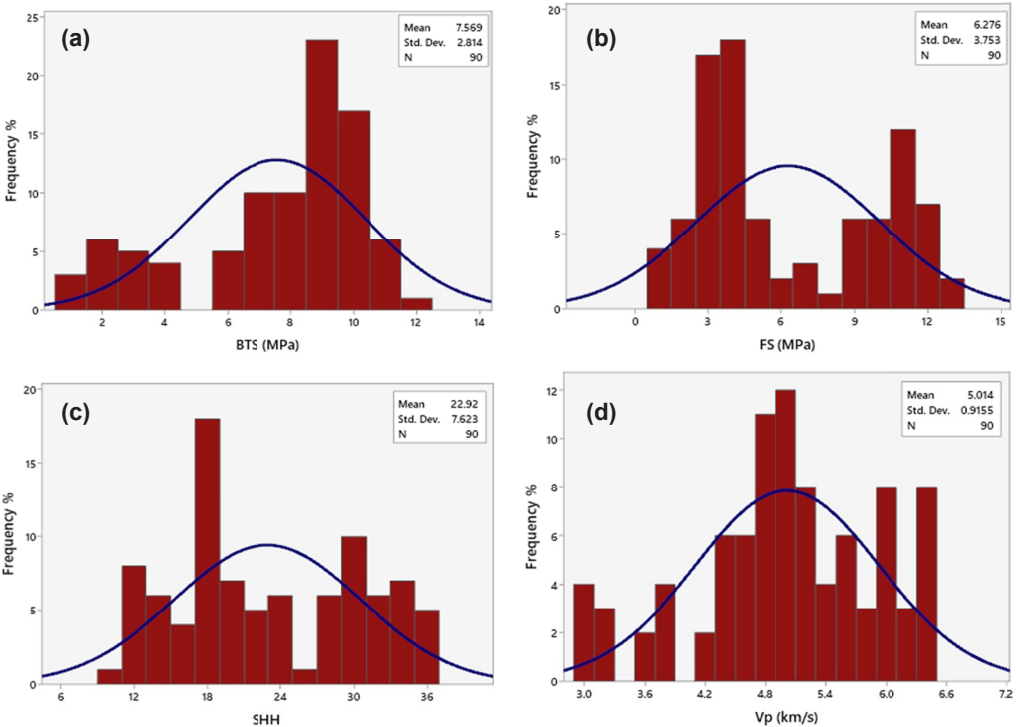 (a)
Mean 7.569
Std. Dev. 2.814
N 90
Frequency %
25
20
15
10
5
0
2 4 6 8 10 12 14
BTS (MPa)
(b)
Mean 6.276
Std. Dev. 3.753
N 90
Frequency %
20
15
10
5
0
0 3 6 9 12 15
FS (MPa)
(c)
Mean 22.92
Std. Dev. 7.623
N 90
Frequency %
20
15
10
5
0
6 12 18 24 30 36
SHH
(d)
Mean 5.014
Std. Dev. 0.9155
N 90
Frequency %
12
10
8
6
4
2
0
3.0 3.6 4.2 4.8 5.4 6.0 6.6 7.2
Vp (km/s)